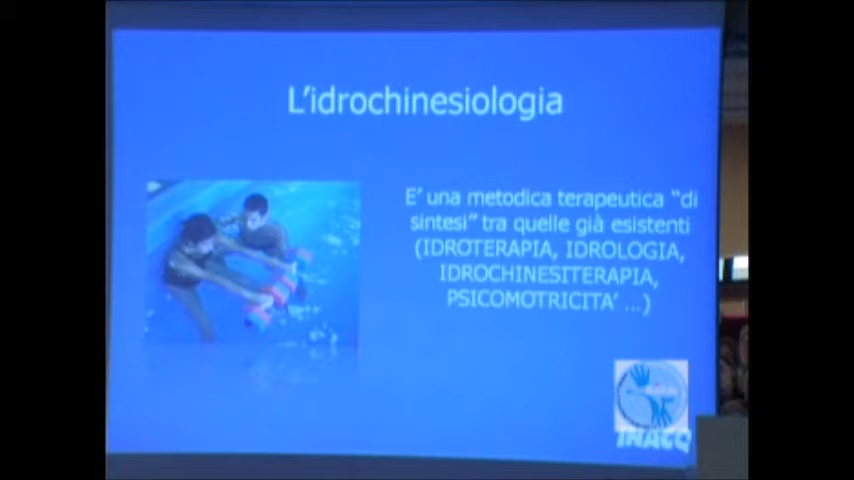 L'idrochinesiologia
E' una metodica terapeutica "di
sintesi" tra quelle già esistenti
(IDROTERAPIA, IDROLOGIA,
IDROCHINESITERAPIA,
PSICOMOTRICITA' ...)
INACQ